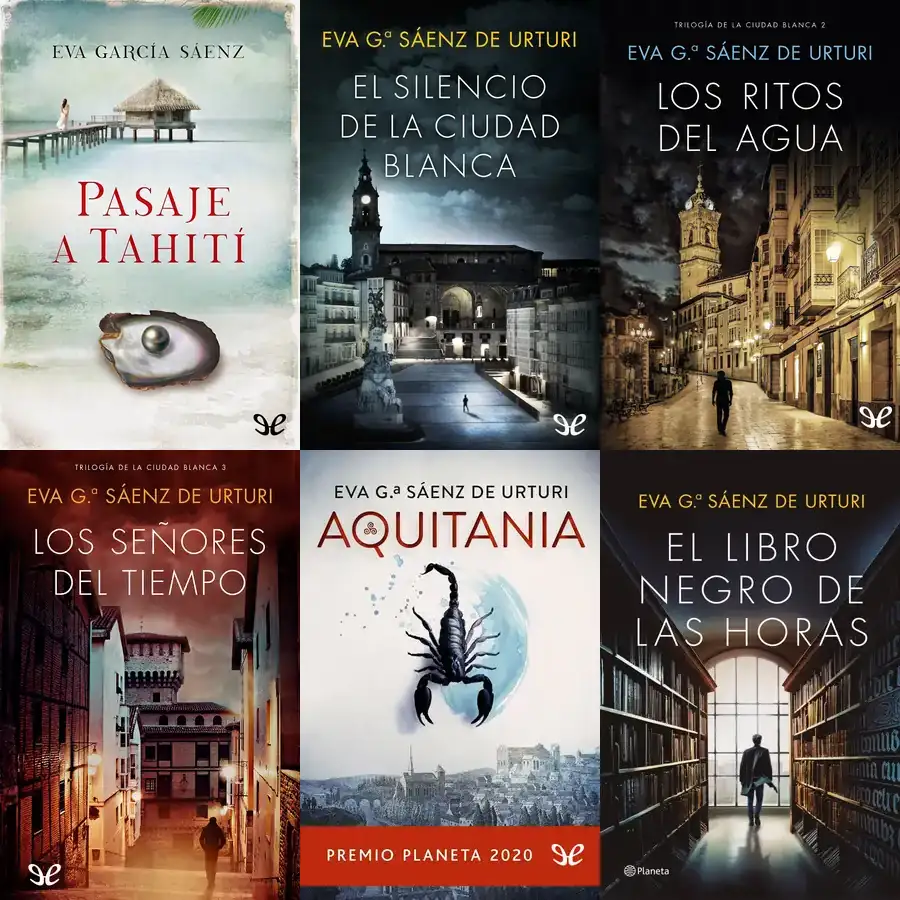 EVA GARCÍA SÁENZ
PASAJE
A TAHITÍ
EVA G.ª SÁENZ DE URTURI
EL SILENCIO
DE LA CIUDAD
BLANCA
TRILOGÍA DE LA CIUDAD BLANCA 2
EVA G.ª SÁENZ DE URTURI
LOS RITOS
DEL AGUA
TRILOGÍA DE LA CIUDAD BLANCA 3
EVA G.ª SÁENZ DE URTURI
LOS SEÑORES
DEL TIEMPO
EVA G.ª SÁENZ DE URTURI
AQUITANIA
PREMIO PLANETA 2020
EVA G.ª SÁENZ DE URTURI
EL LIBRO
NEGRO DE
LAS HORAS
Planeta